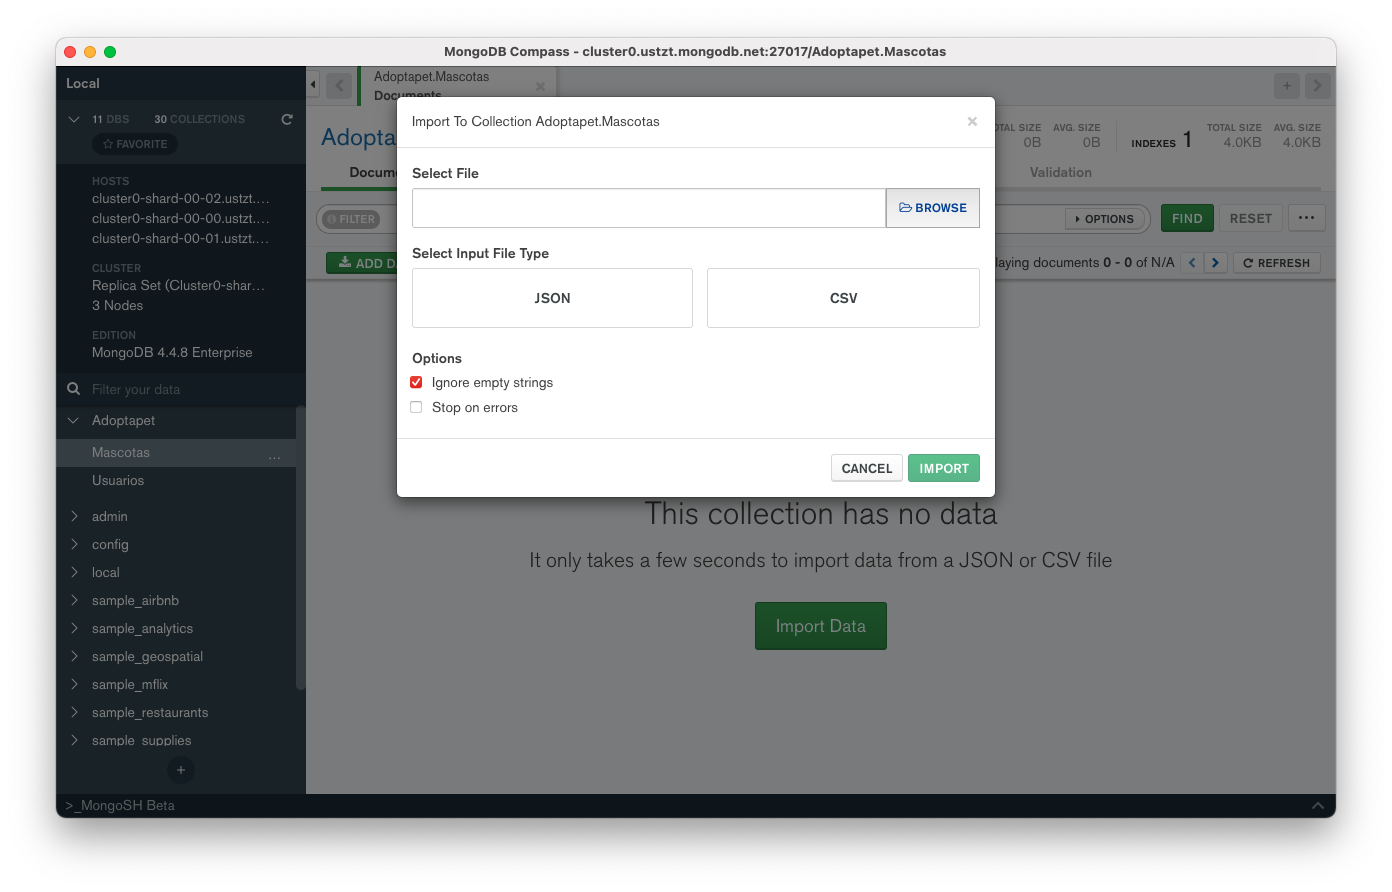 MongoDB Compass - cluster0.ustzt.mongodb.net:27017/Adoptapet.Mascotas
Local
11 DBS 30 COLLECTIONS
FAVORITE
HOSTS
cluster0-shard-00-02.ustzt.…
cluster0-shard-00-00.ustzt.…
cluster0-shard-00-01.ustzt.…
CLUSTER
Replica Set (Cluster0-shar…
3 Nodes
EDITION
MongoDB 4.4.8 Enterprise
Filter your data
Adoptapet
Mascotas ...
Usuarios
admin
config
local
sample_airbnb
sample_analytics
sample_geospatial
sample_mflix
sample_restaurants
sample_supplies
+
>_MongoSH Beta
Adoptapet.Mascotas
Documents
Adopta
TAL SIZE AVG. SIZE
0B 0B
INDEXES 1
TOTAL SIZE AVG. SIZE
4.0KB 4.0KB
Docum Validation
FILTER OPTIONS FIND RESET ...
ADD D laying documents 0 - 0 of N/A REFRESH
Import To Collection Adoptapet.Mascotas
Select File
BROWSE
Select Input File Type
JSON CSV
Options
Ignore empty strings
Stop on errors
CANCEL IMPORT
This collection has no data
It only takes a few seconds to import data from a JSON or CSV file
Import Data